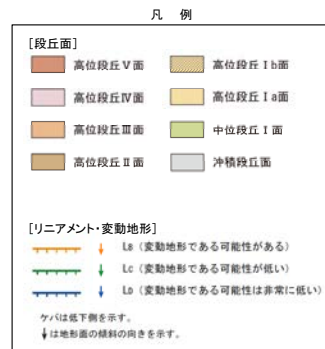 凡 例
[段丘面]
高位段丘Ⅴ面
高位段丘Ⅰb面
高位段丘Ⅳ面
高位段丘Ⅰa面
高位段丘Ⅲ面
中位段丘Ⅰ面
高位段丘Ⅱ面
沖積段丘面
[リニアメント・変動地形]
LB (変動地形である可能性がある)
LC (変動地形である可能性が低い)
LD (変動地形である可能性は非常に低い)
ケバは低下側を示す。
↓は地形面の傾斜の向きを示す。